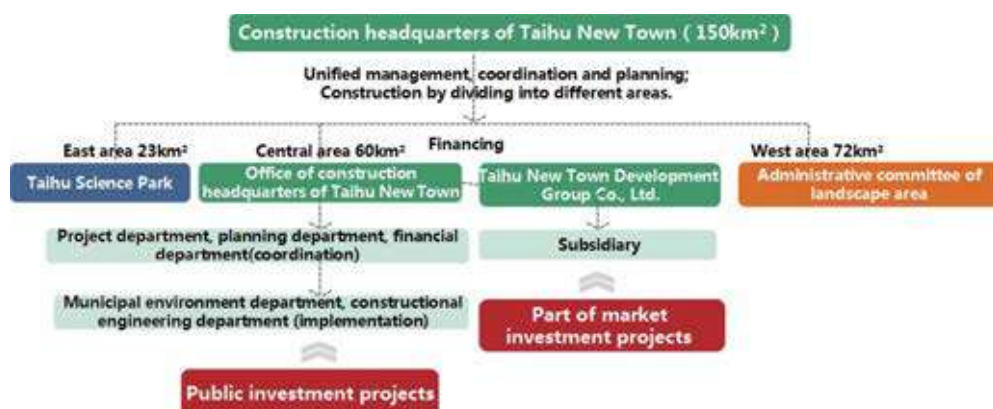 Construction headquarters of Taihu New Town ( 150km² )
Unified management, coordination and planning;
Construction by dividing into different areas.
Financing
East area 23km²
Taihu Science Park
Central area 60km²
Office of construction
headquarters of Taihu New Town
Taihu New Town Development
Group Co., Ltd.
West area 72km²
Administrative committee of
landscape area
Project department, planning department, financial
department(coordination)
Subsidiary
Municipal environment department, constructional
engineering department (implementation)
Part of market
investment projects
Public investment projects